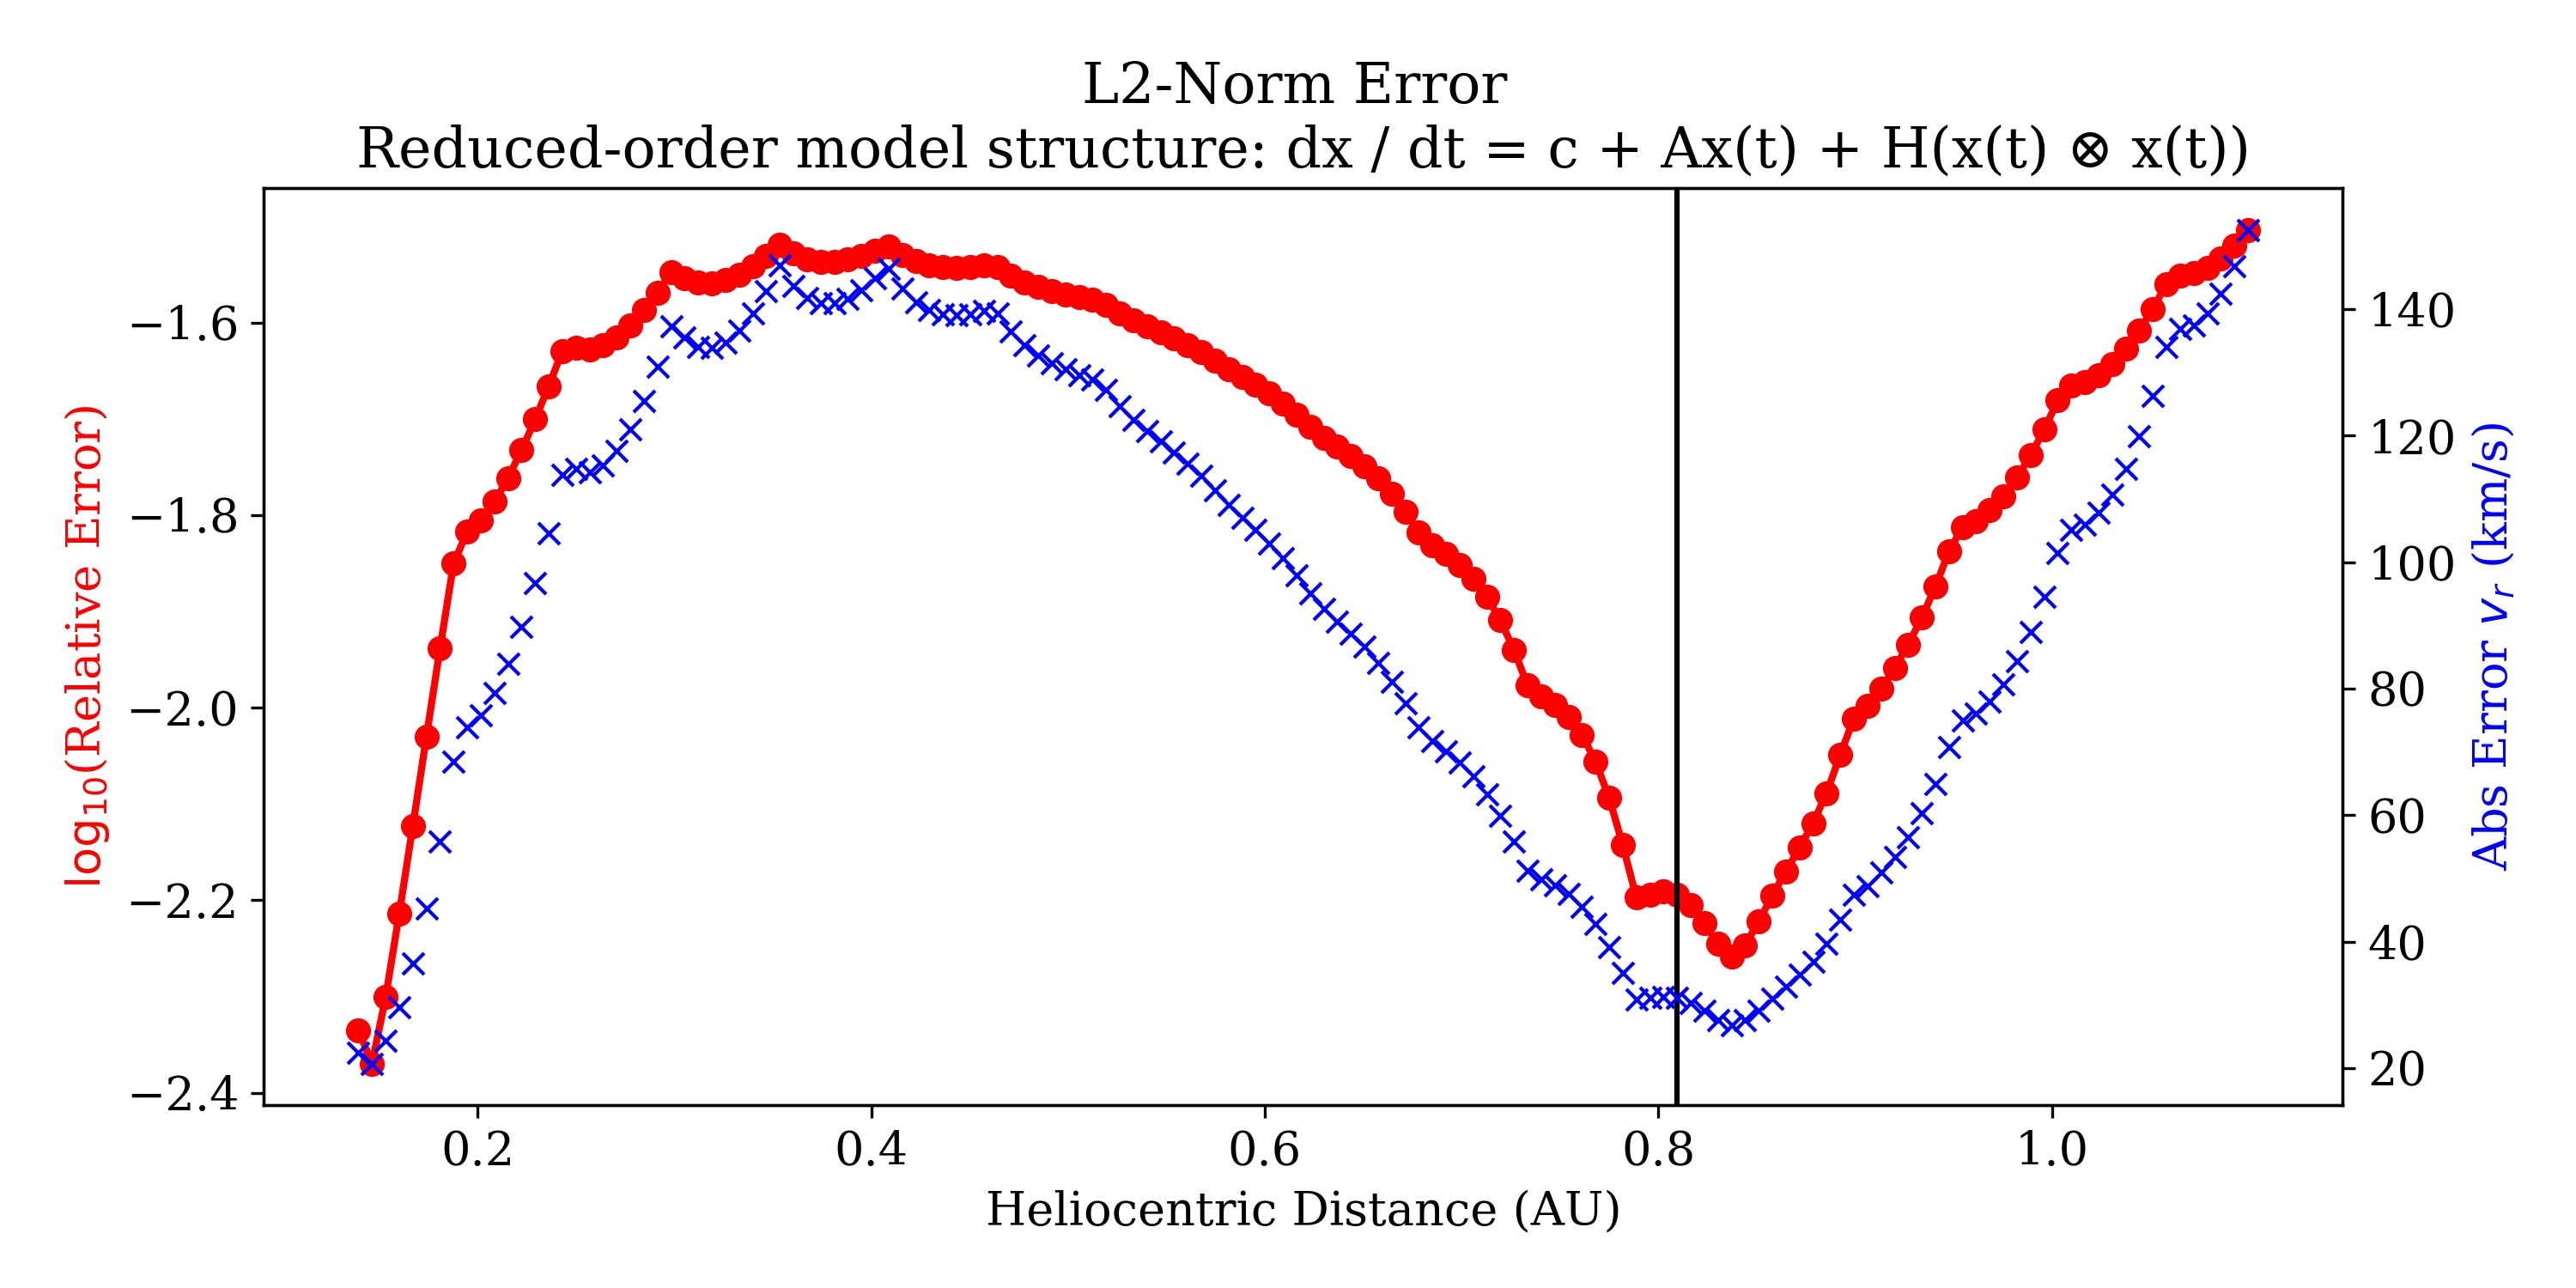 L2-Norm Error
Reduced-order model structure: dx / dt = c + Ax(t) + H(x(t) ⊗ x(t))
log₁₀(Relative Error)
−1.6
−1.8
−2.0
−2.2
−2.4
140
120
100
80
60
40
20
Abs Error vᵣ (km/s)
0.2 0.4 0.6 0.8 1.0
Heliocentric Distance (AU)